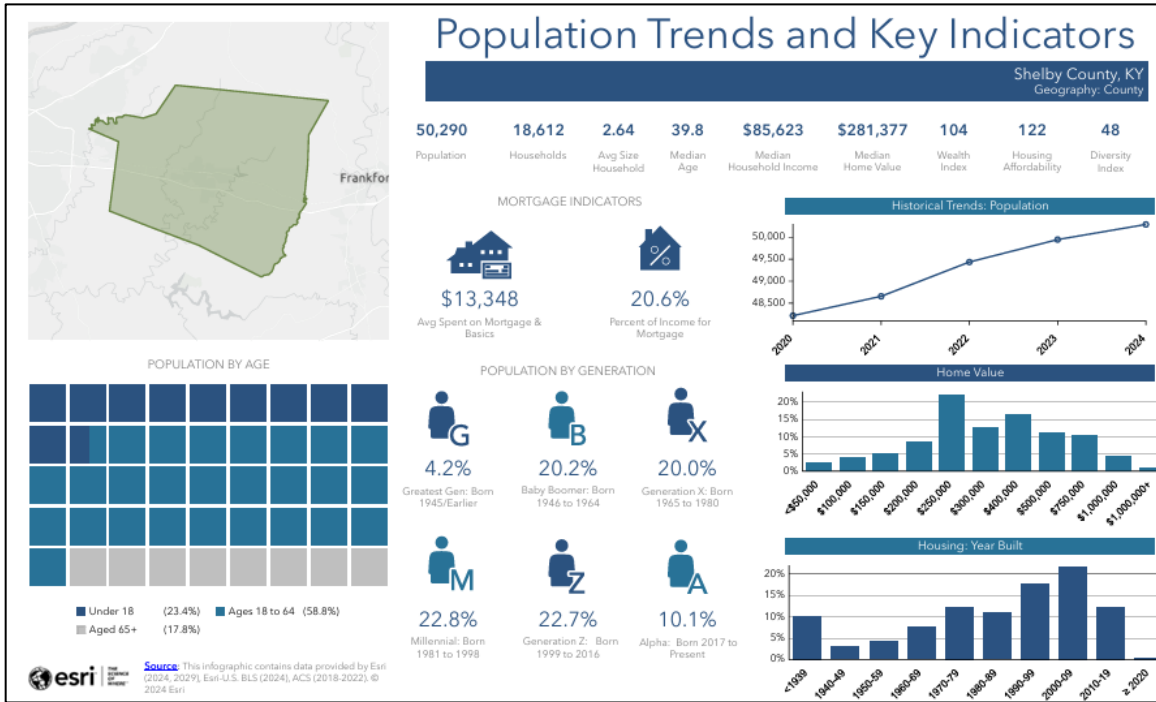 Population Trends and Key Indicators
Shelby County, KY
Geography: County
50,290
Population
18,612
Households
2.64
Avg Size
Household
39.8
Median
Age
$85,623
Median
Household Income
$281,377
Median
Home Value
104
Wealth
Index
122
Housing
Affordability
48
Diversity
Index
Frankfor
MORTGAGE INDICATORS
$13,348
Avg Spent on Mortgage &
Basics
20.6%
Percent of Income for
Mortgage
Historical Trends: Population
50,000
49,500
49,000
48,500
2020
2021
2022
2023
2024
POPULATION BY AGE
Under 18 (23.4%)
Ages 18 to 64 (58.8%)
Aged 65+ (17.8%)
POPULATION BY GENERATION
G
4.2%
Greatest Gen: Born
1945/Earlier
B
20.2%
Baby Boomer: Born
1946 to 1964
X
20.0%
Generation X: Born
1965 to 1980
M
22.8%
Millennial: Born
1981 to 1998
Z
22.7%
Generation Z: Born
1999 to 2016
A
10.1%
Alpha: Born 2017 to
Present
Home Value
20%
15%
10%
5%
0%
<$50,000
$100,000
$150,000
$200,000
$250,000
$300,000
$400,000
$500,000
$750,000
$1,000,000
$1,000,000+
Housing: Year Built
20%
15%
10%
5%
0%
<1939
1940-49
1950-59
1960-69
1970-79
1980-89
1990-99
2000-09
2010-19
≥ 2020
esri
THE
SCIENCE
OF
WHERE
Source: This infographic contains data provided by Esri
(2024, 2029), Esri-U.S. BLS (2024), ACS (2018-2022). ©
2024 Esri